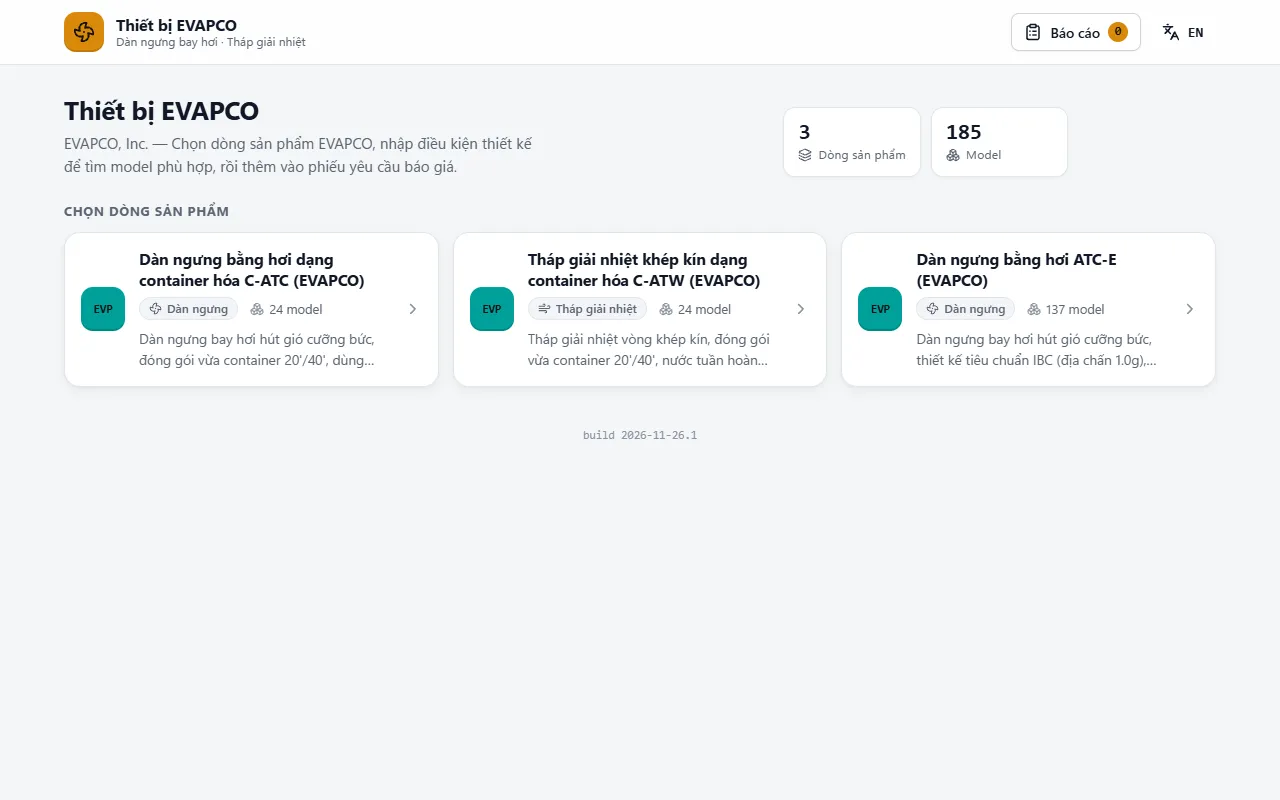 Thiết bị EVAPCO
Dàn ngưng bay hơi · Tháp giải nhiệt
Báo cáo 0
EN
Thiết bị EVAPCO
EVAPCO, Inc. — Chọn dòng sản phẩm EVAPCO, nhập điều kiện thiết kế
để tìm model phù hợp, rồi thêm vào phiếu yêu cầu báo giá.
3
Dòng sản phẩm
185
Model
CHỌN DÒNG SẢN PHẨM
EVP
Dàn ngưng bằng hơi dạng
container hóa C-ATC (EVAPCO)
Dàn ngưng
24 model
Dàn ngưng bay hơi hút gió cưỡng bức,
đóng gói vừa container 20'/40', dùng...
EVP
Tháp giải nhiệt khép kín dạng
container hóa C-ATW (EVAPCO)
Tháp giải nhiệt
24 model
Tháp giải nhiệt vòng khép kín, đóng gói
vừa container 20'/40', nước tuần hoàn...
EVP
Dàn ngưng bằng hơi ATC-E
(EVAPCO)
Dàn ngưng
137 model
Dàn ngưng bay hơi hút gió cưỡng bức,
thiết kế tiêu chuẩn IBC (địa chấn 1.0g),...
build 2026-11-26.1